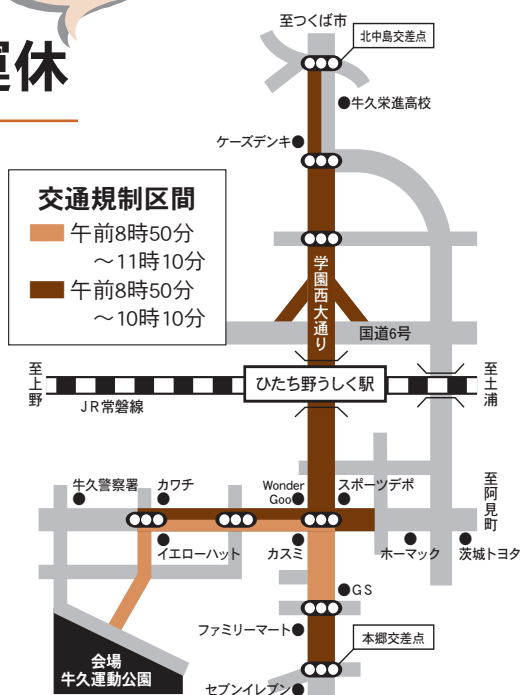 運休
至つくば市
北中島交差点
牛久栄進高校
ケーズデンキ
交通規制区間
午前8時50分
～11時10分
午前8時50分
～10時10分
学園西大通り
国道6号
至上野
ひたち野うしく駅
至土浦
JR常磐線
至阿見町
牛久警察署
カワチ
Wonder
Goo
スポーツデポ
イエローハット
カスミ
ホーマック
茨城トヨタ
GS
ファミリーマート
本郷交差点
会場
牛久運動公園
セブンイレブン